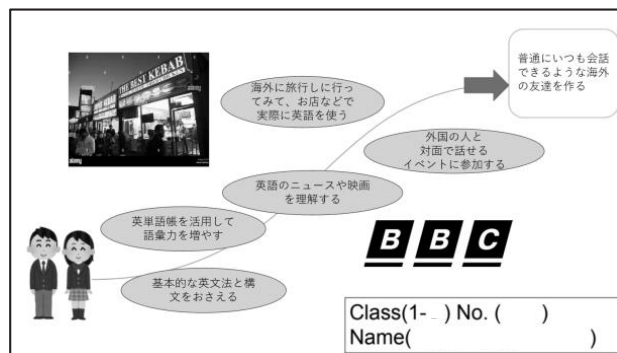 THE BEST KEBAB
alamy
海外に旅行しに行っ
てみて、お店などで
実際に英語を使う
普通にいつも会話
できるような海外
の友達を作る
外国の人と
対面で話せる
イベントに参加する
英語のニュースや映画
を理解する
英単語帳を活用して
語彙力を増やす
BBC
基本的な英文法と構
文をおさえる
Class(1- ) No. ( )
Name( )